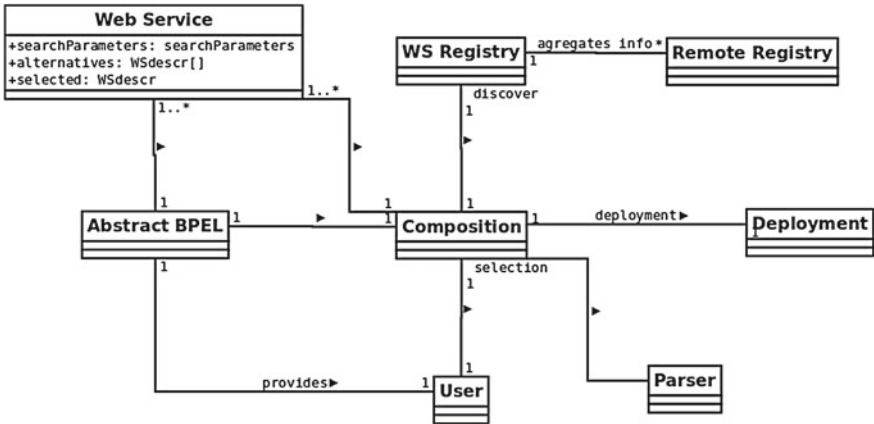 Web Service
+searchParameters: searchParameters
+alternatives: WSdescr[]
+selected: WSdescr
WS Registry
agregates info *
1
Remote Registry
discover
1
1..*
1..*
1
1
Abstract BPEL
1
1
1
1
Composition
1
deployment
Deployment
1
1
selection
1
provides
1
1
User
Parser